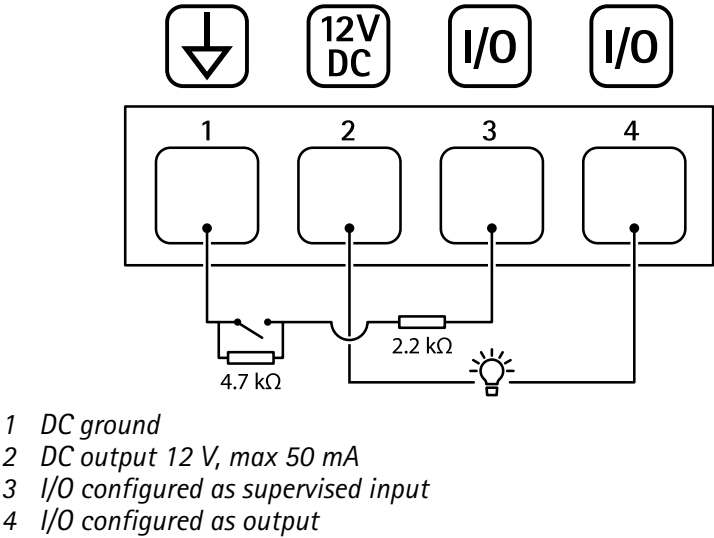 12V
DC
I/O
I/O
1
2
3
4
2.2 kΩ
4.7 kΩ
1 DC ground
2 DC output 12 V, max 50 mA
3 I/O configured as supervised input
4 I/O configured as output